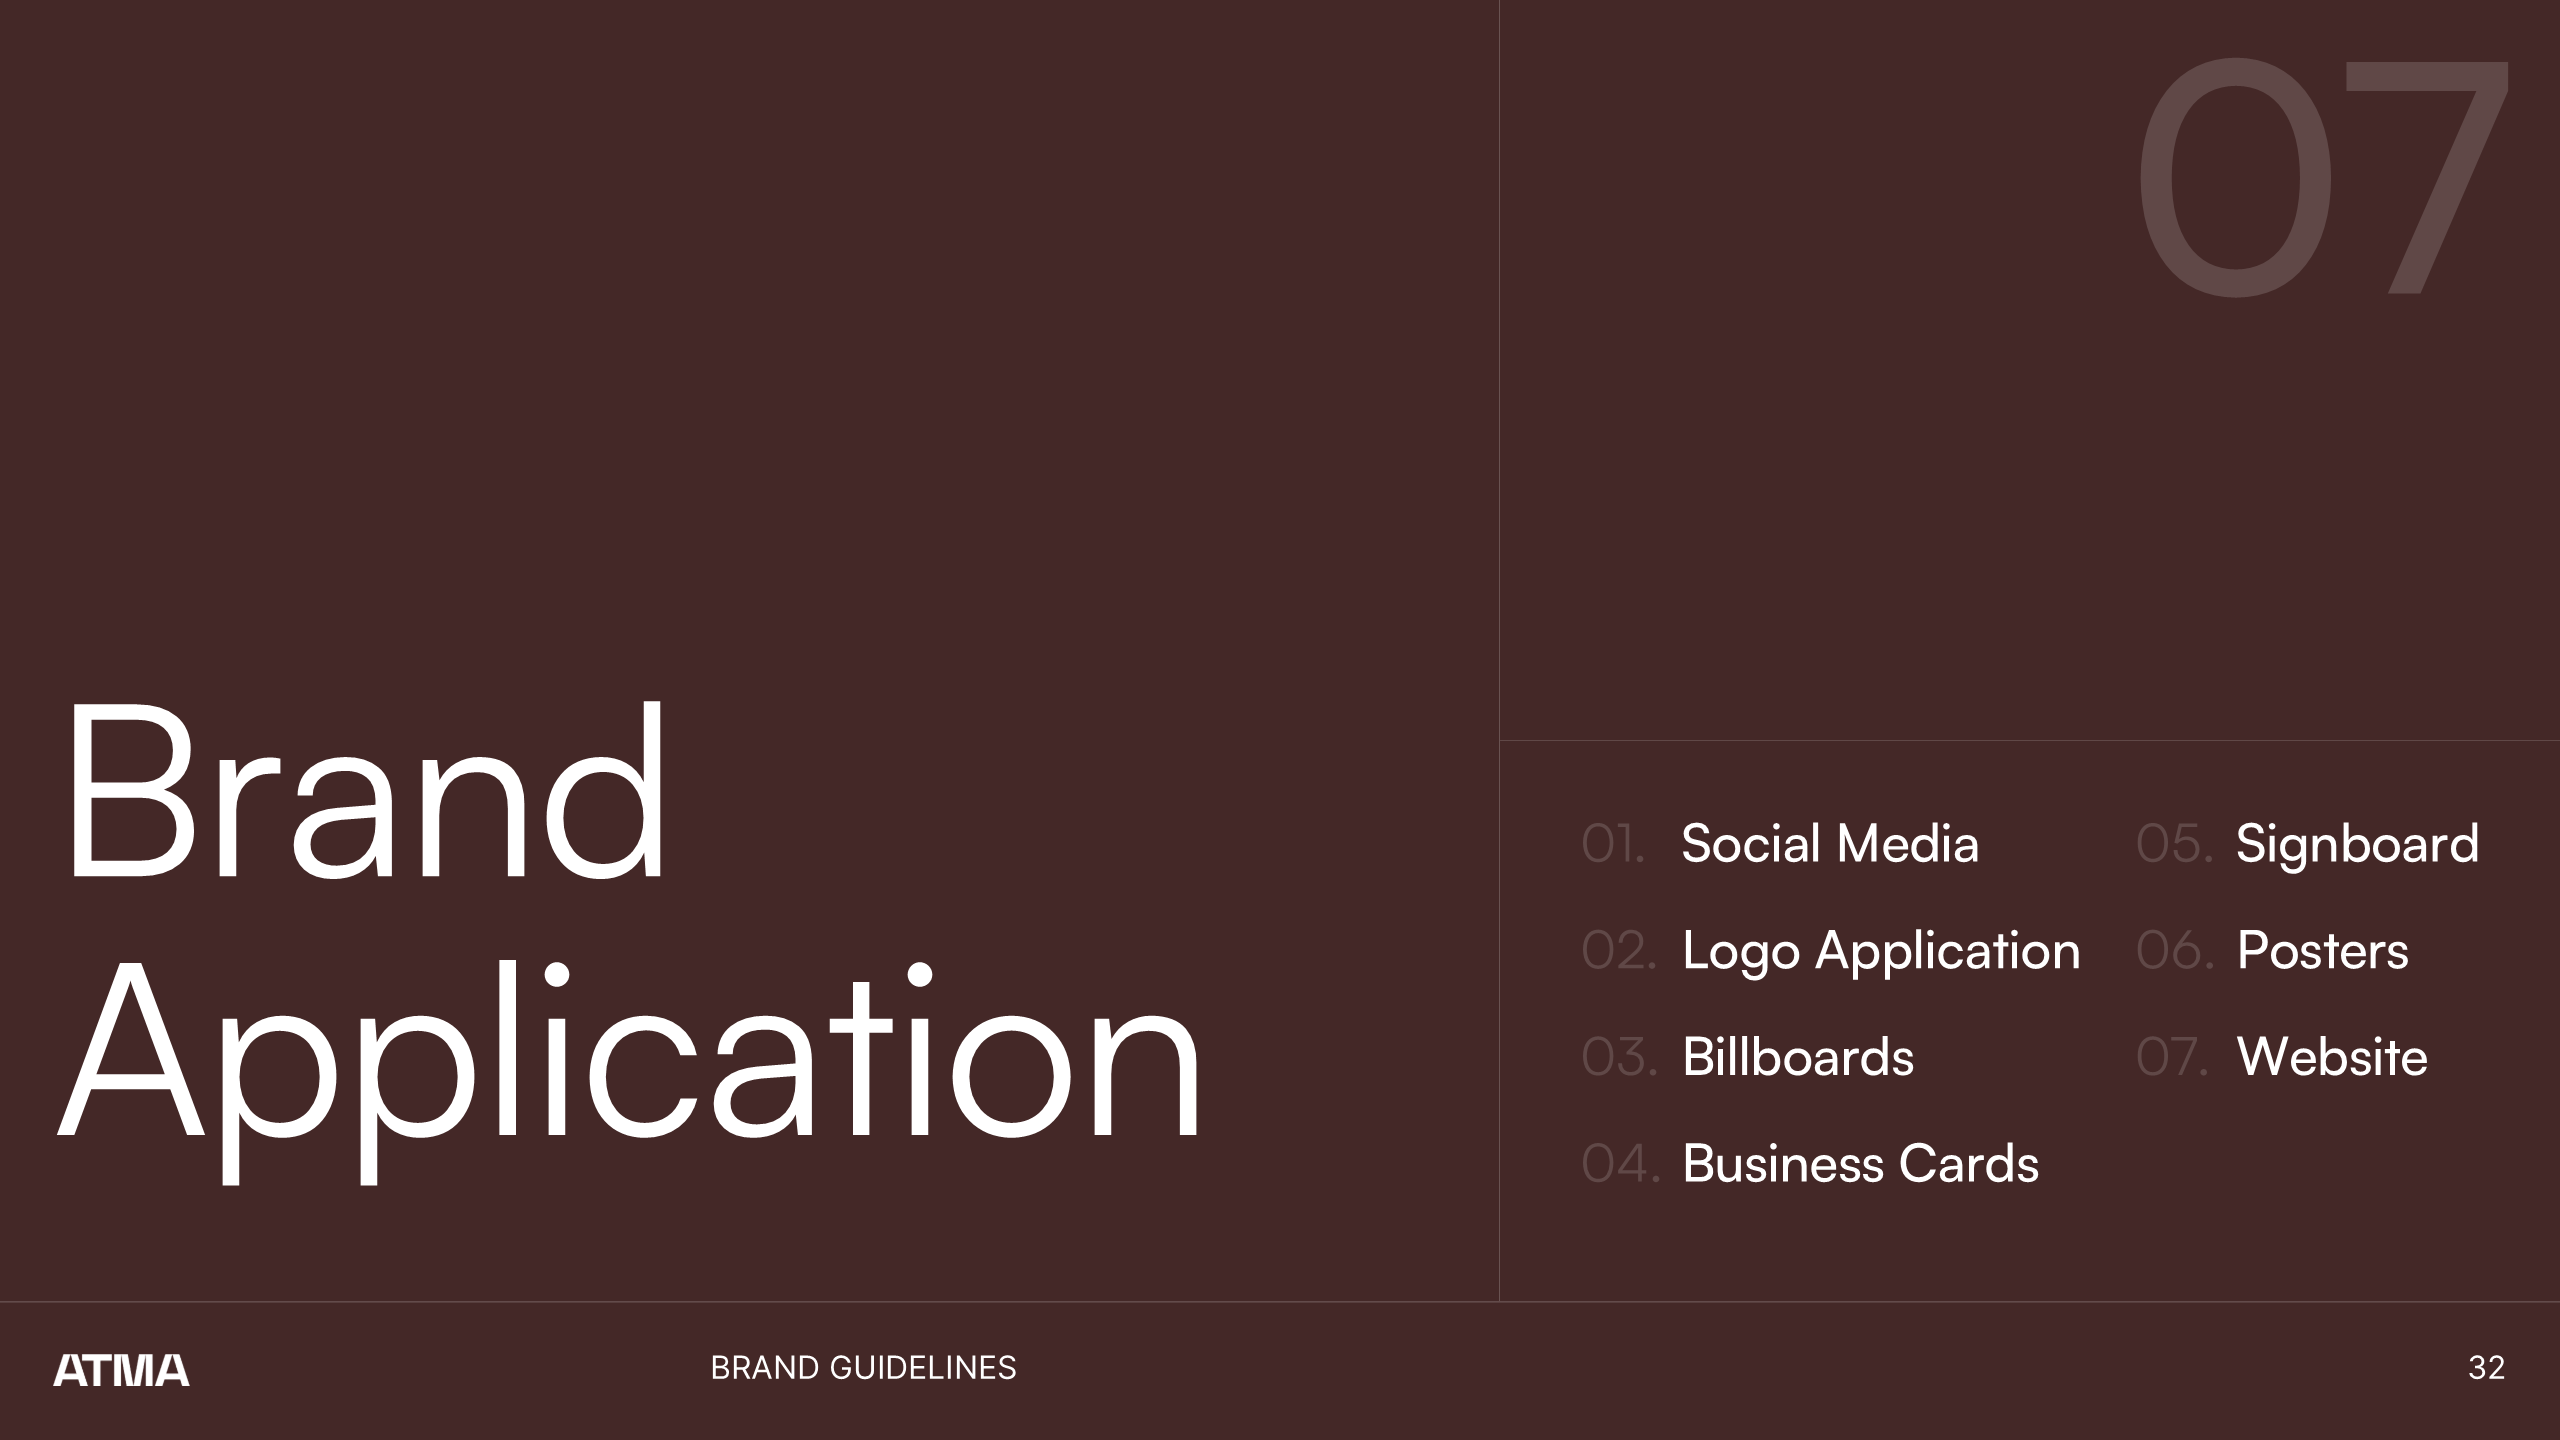 07
Brand
Application
01. Social Media
02. Logo Application
03. Billboards
04. Business Cards
05. Signboard
06. Posters
07. Website
ATMA
BRAND GUIDELINES
32